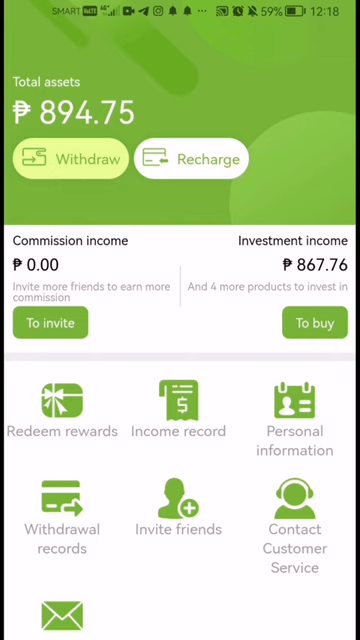 SMART VoLTE 4G 59% 12:18
Total assets
₱ 894.75
Withdraw
Recharge
Commission income
Investment income
₱ 0.00
₱ 867.76
Invite more friends to earn more
commission
And 4 more products to invest in
To invite
To buy
Redeem rewards
Income record
Personal
information
Withdrawal
records
Invite friends
Contact
Customer
Service